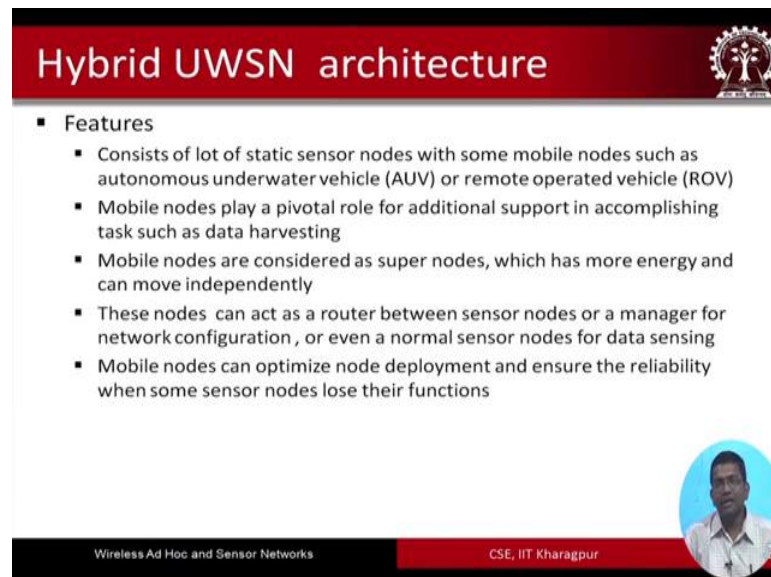 Hybrid UWSN architecture
▪ Features
▪ Consists of lot of static sensor nodes with some mobile nodes such as
autonomous underwater vehicle (AUV) or remote operated vehicle (ROV)
▪ Mobile nodes play a pivotal role for additional support in accomplishing
task such as data harvesting
▪ Mobile nodes are considered as super nodes, which has more energy and
can move independently
▪ These nodes can act as a router between sensor nodes or a manager for
network configuration , or even a normal sensor nodes for data sensing
▪ Mobile nodes can optimize node deployment and ensure the reliability
when some sensor nodes lose their functions
Wireless Ad Hoc and Sensor Networks
CSE, IIT Kharagpur